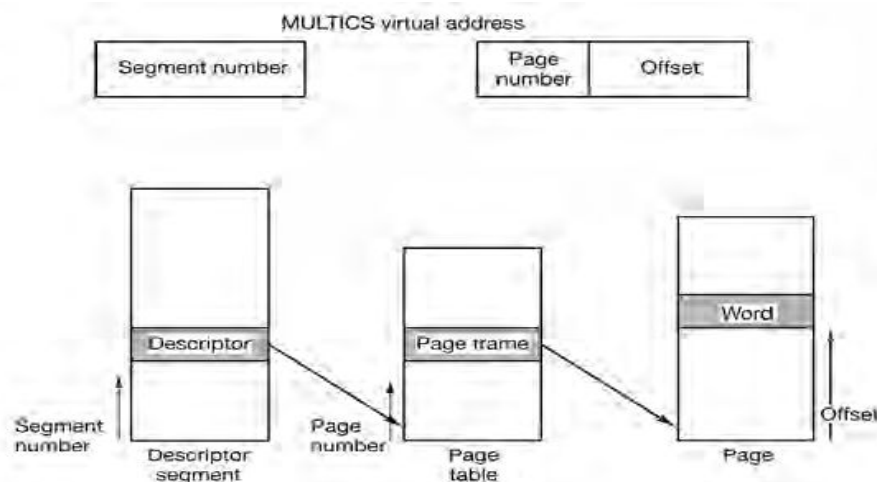 MULTICS virtual address
Segment number
Page
number
Offset
Descriptor
Page frame
Word
Segment
number
Page
number
Offset
Descriptor
segment
Page
table
Page